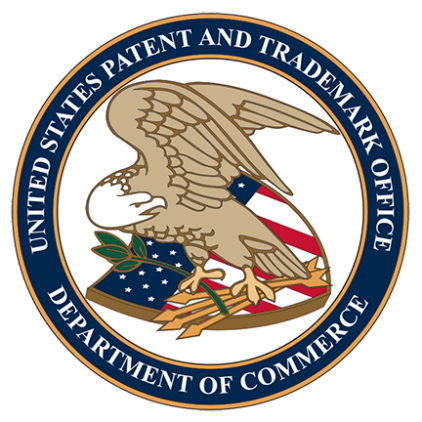 UNITED STATES PATENT AND TRADEMARK OFFICE
DEPARTMENT OF COMMERCE